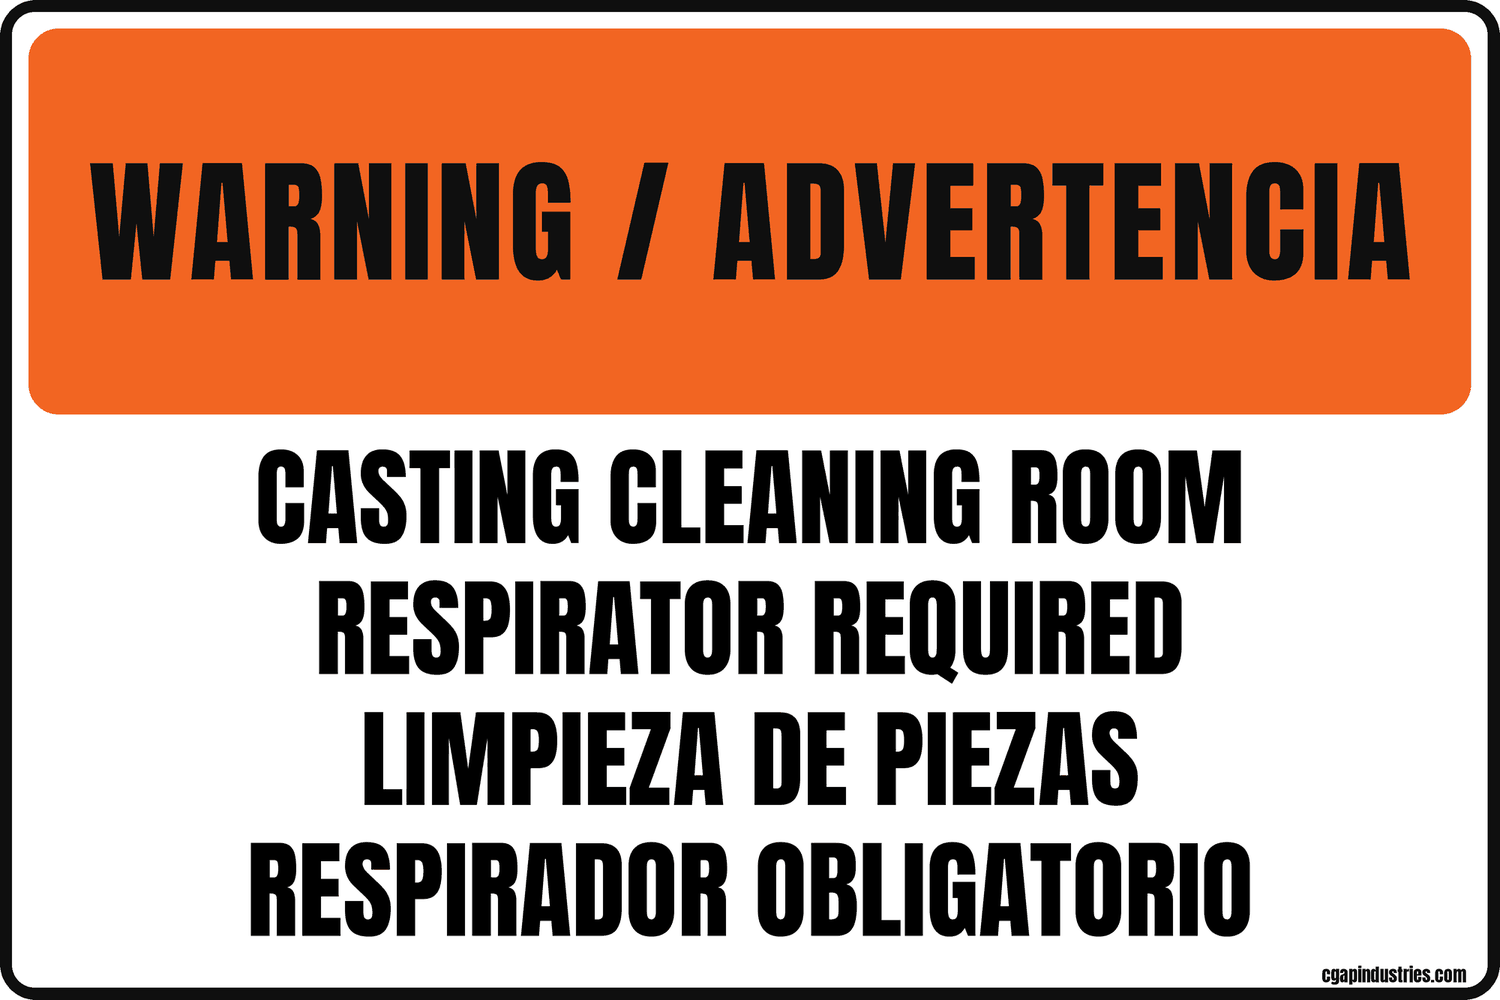 WARNING / ADVERTENCIA
CASTING CLEANING ROOM
RESPIRATOR REQUIRED
LIMPIEZA DE PIEZAS
RESPIRADOR OBLIGATORIO
cgapindustries.com